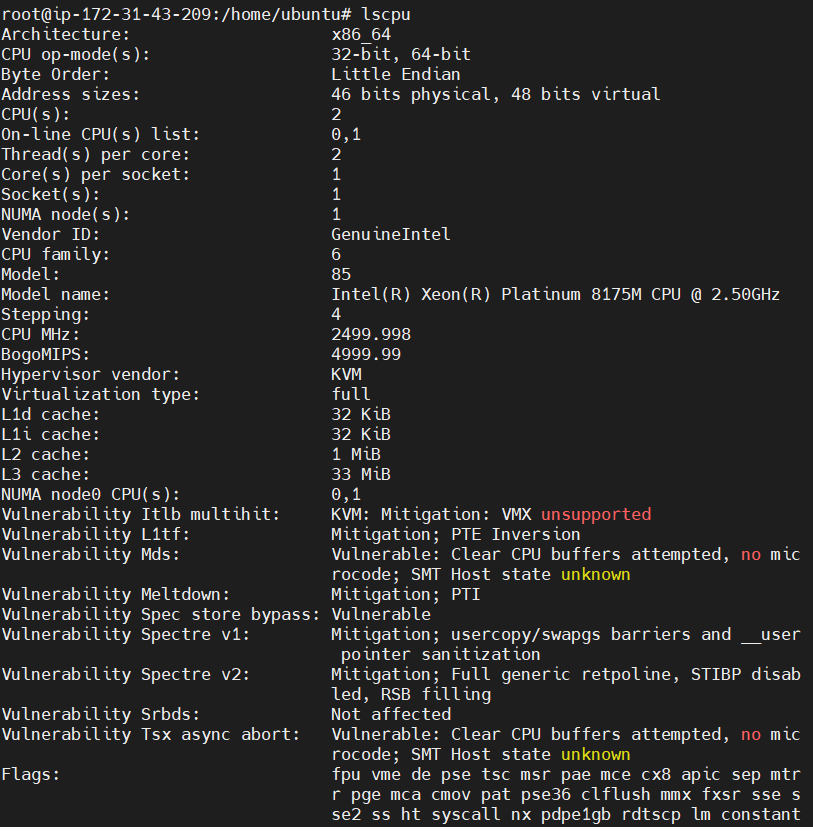 root@ip-172-31-43-209:/home/ubuntu# lscpu
Architecture:                    x86_64
CPU op-mode(s):                  32-bit, 64-bit
Byte Order:                      Little Endian
Address sizes:                   46 bits physical, 48 bits virtual
CPU(s):                          2
On-line CPU(s) list:             0,1
Thread(s) per core:              2
Core(s) per socket:              1
Socket(s):                       1
NUMA node(s):                    1
Vendor ID:                       GenuineIntel
CPU family:                      6
Model:                           85
Model name:                      Intel(R) Xeon(R) Platinum 8175M CPU @ 2.50GHz
Stepping:                        4
CPU MHz:                         2499.998
BogoMIPS:                        4999.99
Hypervisor vendor:               KVM
Virtualization type:             full
L1d cache:                       32 KiB
L1i cache:                       32 KiB
L2 cache:                        1 MiB
L3 cache:                        33 MiB
NUMA node0 CPU(s):               0,1
Vulnerability Itlb multihit:     KVM: Mitigation: VMX unsupported
Vulnerability L1tf:              Mitigation; PTE Inversion
Vulnerability Mds:               Vulnerable: Clear CPU buffers attempted, no mic
                                 rocode; SMT Host state unknown
Vulnerability Meltdown:          Mitigation; PTI
Vulnerability Spec store bypass: Vulnerable
Vulnerability Spectre v1:        Mitigation; usercopy/swapgs barriers and __user
                                  pointer sanitization
Vulnerability Spectre v2:        Mitigation; Full generic retpoline, STIBP disab
                                 led, RSB filling
Vulnerability Srbds:             Not affected
Vulnerability Tsx async abort:   Vulnerable: Clear CPU buffers attempted, no mic
                                 rocode; SMT Host state unknown
Flags:                           fpu vme de pse tsc msr pae mce cx8 apic sep mtr
                                 r pge mca cmov pat pse36 clflush mmx fxsr sse s
                                 se2 ss ht syscall nx pdpe1gb rdtscp lm constant